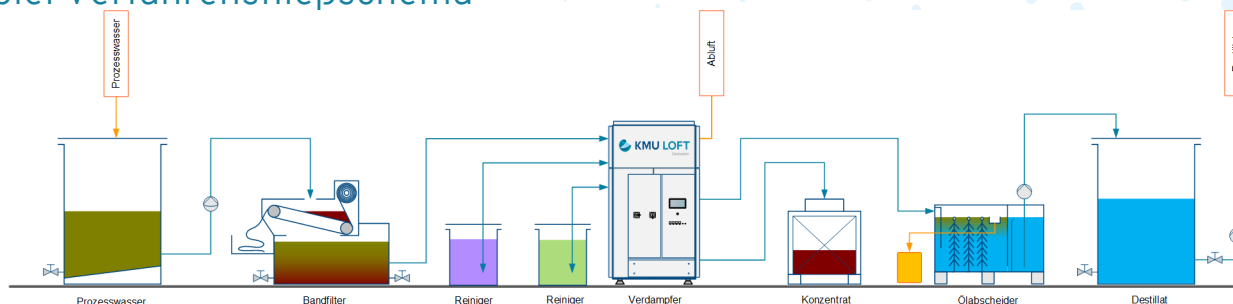 Prozesswasser
Abluft
KMU LOFT
Prozesswasser
Bandfilter
Reiniger
Reiniger
Verdampfer
Konzentrat
Ölabscheider
Destillat